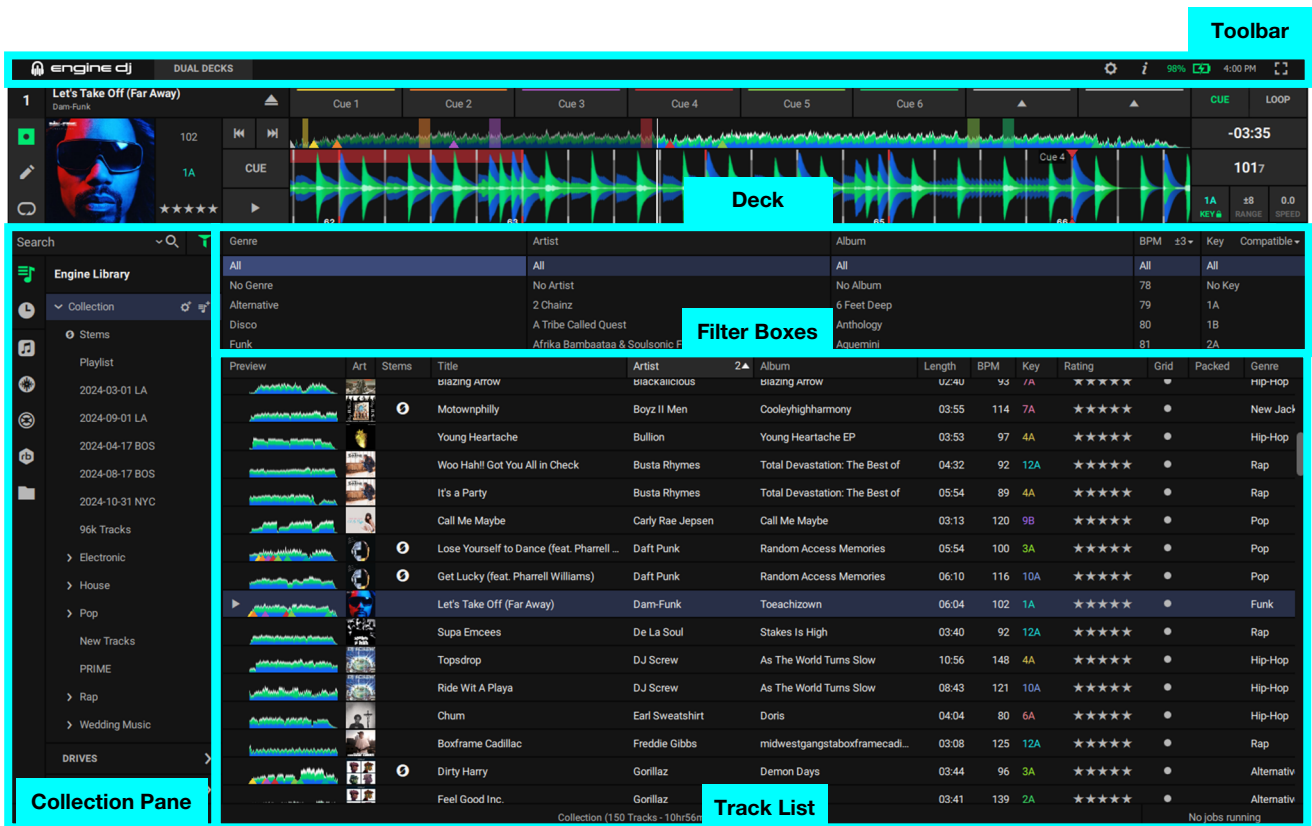 Toolbar
engine dj DUAL DECKS 98% 4:00 PM
1 Let's Take Off (Far Away) Cue 1 Cue 2 Cue 3 Cue 4 Cue 5 Cue 6 CUE LOOP
Dam-Funk
102 -03:35
1A CUE Cue 4 1017
Deck
1A ±8 0.0
KEY RANGE SPEED
62 63 65 66
Search Genre Artist Album BPM ±3 Key Compatible
All All All All All
Engine Library No Genre No Artist No Album 78 No Key
Collection Alternative 2 Chainz 6 Feet Deep 79 1A
Stems Disco A Tribe Called Quest Anthology 80 1B
Filter Boxes
Funk Afrika Bambaataa & Soulsonic F Aquemini 81 2A
Playlist Preview Art Stems Title Artist 2 Album Length BPM Key Rating Grid Packed Genre
2024-03-01 LA Blazing Arrow Blackalicious Blazing Arrow 02:40 93 7A ★★★★★ Hip-Hop
2024-09-01 LA Motownphilly Boyz II Men Cooleyhighharmony 03:55 114 7A ★★★★★ New Jack
2024-04-17 BOS Young Heartache Bullion Young Heartache EP 03:53 97 4A ★★★★★ Hip-Hop
2024-08-17 BOS Woo Hah!! Got You All in Check Busta Rhymes Total Devastation: The Best of 04:32 92 12A ★★★★★ Rap
2024-10-31 NYC It's a Party Busta Rhymes Total Devastation: The Best of 05:54 89 4A ★★★★★ Rap
96k Tracks Call Me Maybe Carly Rae Jepsen Call Me Maybe 03:13 120 9B ★★★★★ Pop
Electronic Lose Yourself to Dance (feat. Pharrell ... Daft Punk Random Access Memories 05:54 100 3A ★★★★★ Pop
House Get Lucky (feat. Pharrell Williams) Daft Punk Random Access Memories 06:10 116 10A ★★★★★ Pop
Pop Let's Take Off (Far Away) Dam-Funk Toeachizown 06:04 102 1A ★★★★★ Funk
New Tracks Supa Emcees De La Soul Stakes Is High 03:40 92 12A ★★★★★ Rap
PRIME Topsdrop DJ Screw As The World Turns Slow 10:56 148 4A ★★★★★ Hip-Hop
Rap Ride Wit A Playa DJ Screw As The World Turns Slow 08:43 121 10A ★★★★★ Hip-Hop
Wedding Music Chum Earl Sweatshirt Doris 04:04 80 6A ★★★★★ Hip-Hop
DRIVES Boxframe Cadillac Freddie Gibbs midwestgangstaboxframecadi... 03:08 125 12A ★★★★★ Rap
Dirty Harry Gorillaz Demon Days 03:44 96 3A ★★★★★ Alternativ
Feel Good Inc. Gorillaz 03:41 139 2A ★★★★★ Alternativ
Collection Pane Track List
Collection (150 Tracks - 10hr56m No jobs running